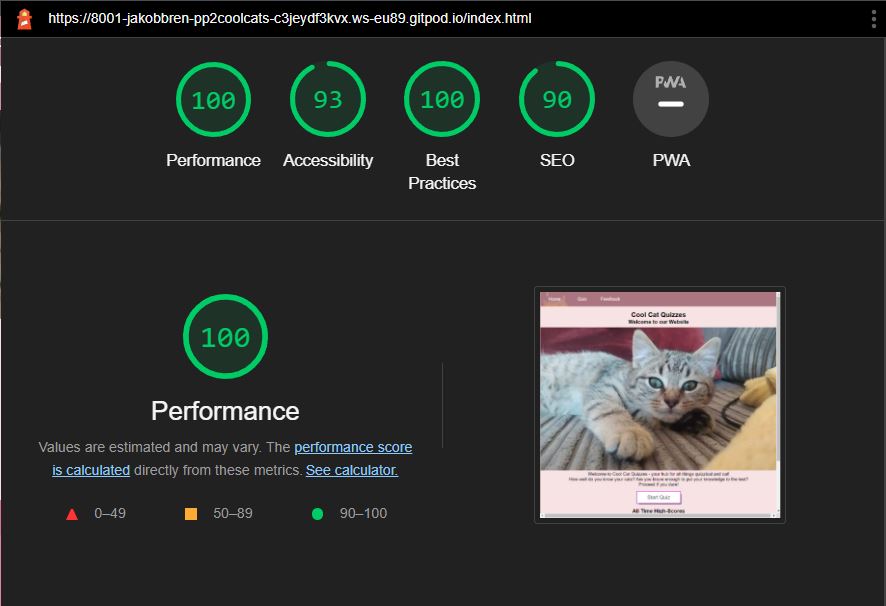 https://8001-jakobbren-pp2coolcats-c3jeydf3kvx.ws-eu89.gitpod.io/index.html
100
93
100
90
PWA
Performance
Accessibility
Best
Practices
SEO
PWA
100
Performance
Values are estimated and may vary. The performance score
is calculated directly from these metrics. See calculator.
0–49
50–89
90–100
Home
Quiz
Feedback
Cool Cat Quizzes
Welcome to our Website
Welcome to Cool Cat Quizzes - your hub for all things quizzical and cat!
How well do you know your cats? Are you knowledgeable enough to put your knowledge to the test?
Proceed if you dare!
Start Quiz
All Time High-Scores